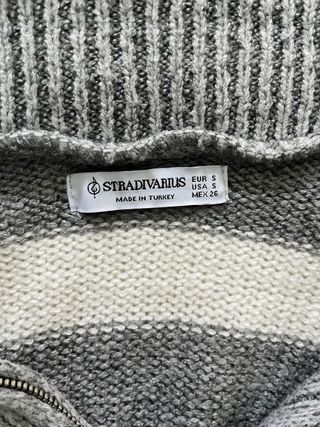 STRADIVARIUS
MADE IN TURKEY
EUR S
USA S
MEX 26